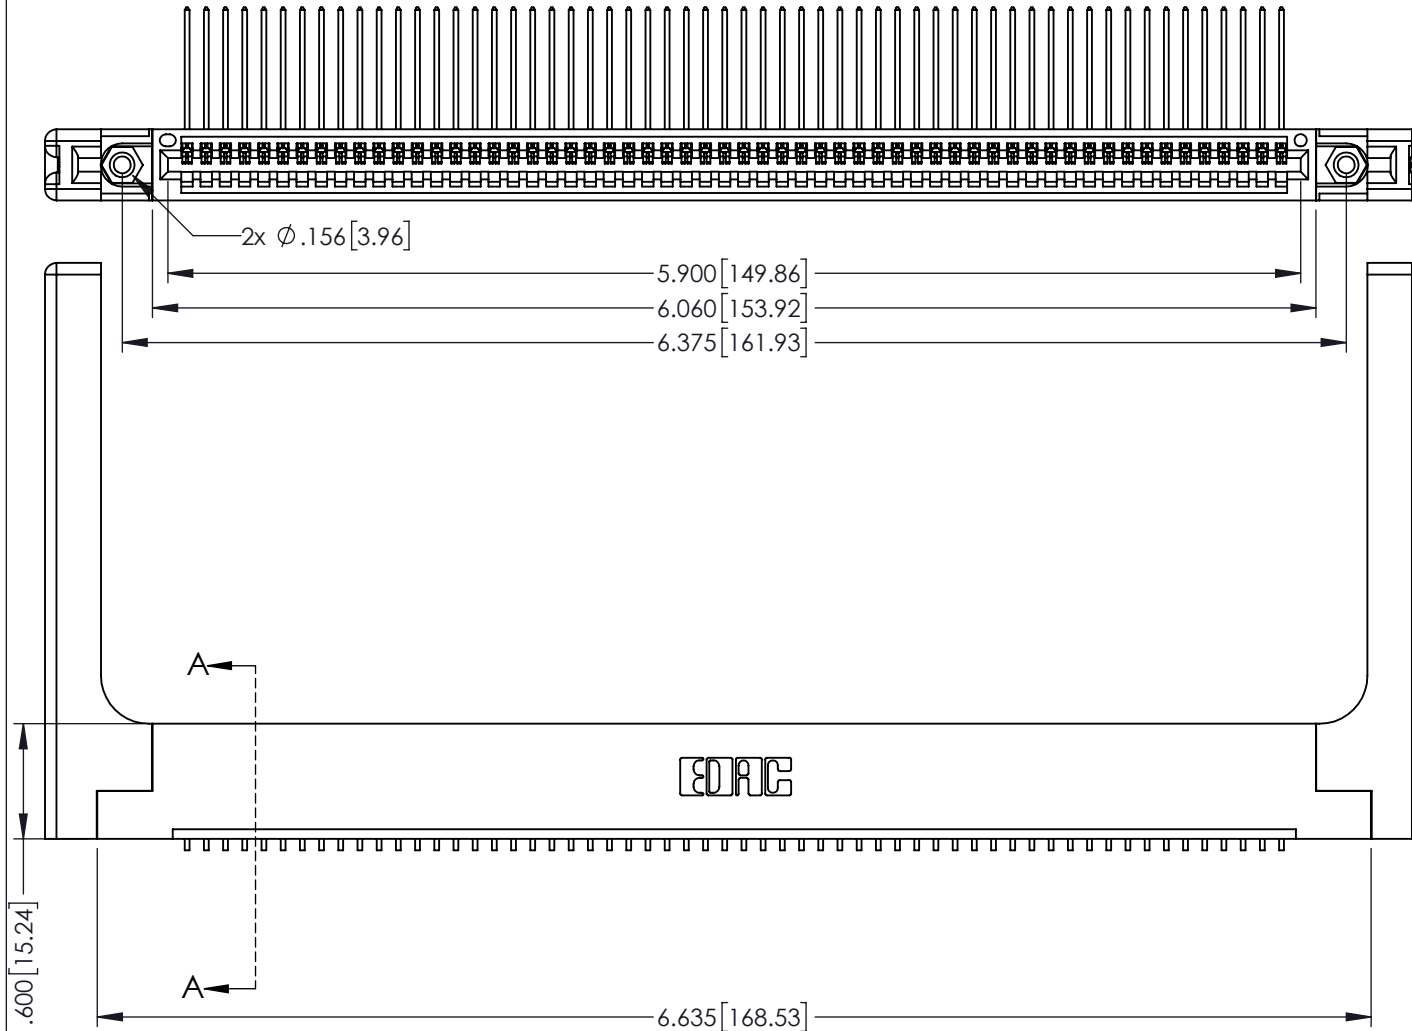 2x ∅ .156[3.96]
5.900[149.86]
6.060[153.92]
6.375[161.93]
A
EDAC
A
.600[15.24]
6.635[168.53]